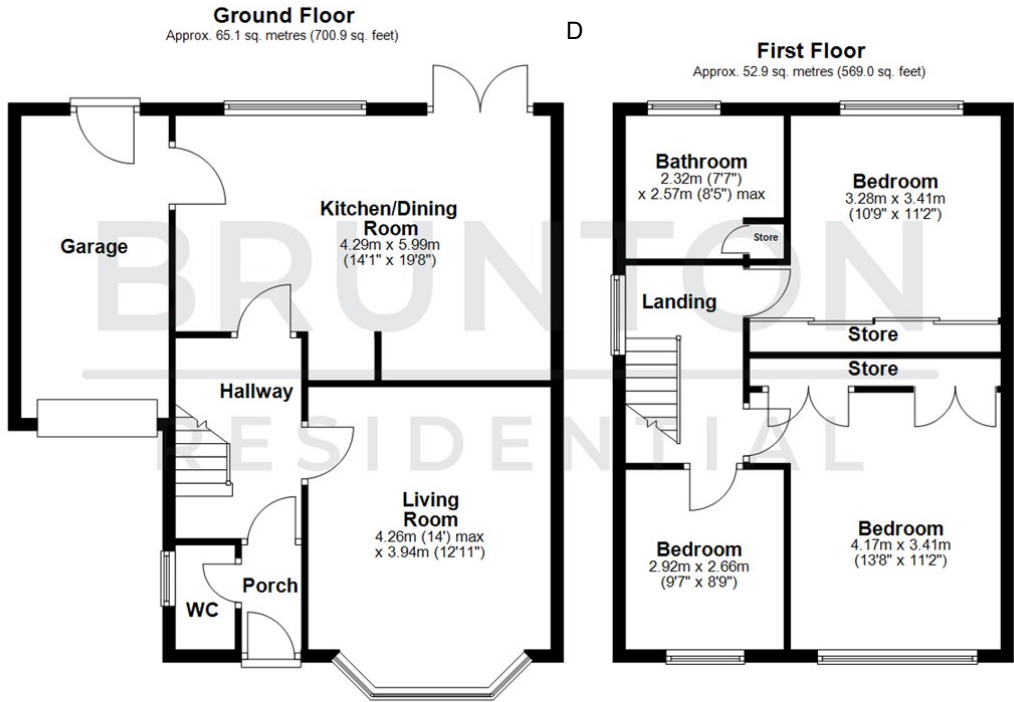 Ground Floor
Approx. 65.1 sq. metres (700.9 sq. feet)
D
First Floor
Approx. 52.9 sq. metres (569.0 sq. feet)
Garage
Kitchen/Dining
Room
4.29m x 5.99m
(14'1" x 19'8")
Hallway
Living
Room
4.26m (14') max
x 3.94m (12'11")
Porch
WC
Bathroom
2.32m (7'7")
x 2.57m (8'5") max
Store
Bedroom
3.28m x 3.41m
(10'9" x 11'2")
Landing
Store
Store
Bedroom
2.92m x 2.66m
(9'7" x 8'9")
Bedroom
4.17m x 3.41m
(13'8" x 11'2")
BRUNTON
RESIDENTIAL